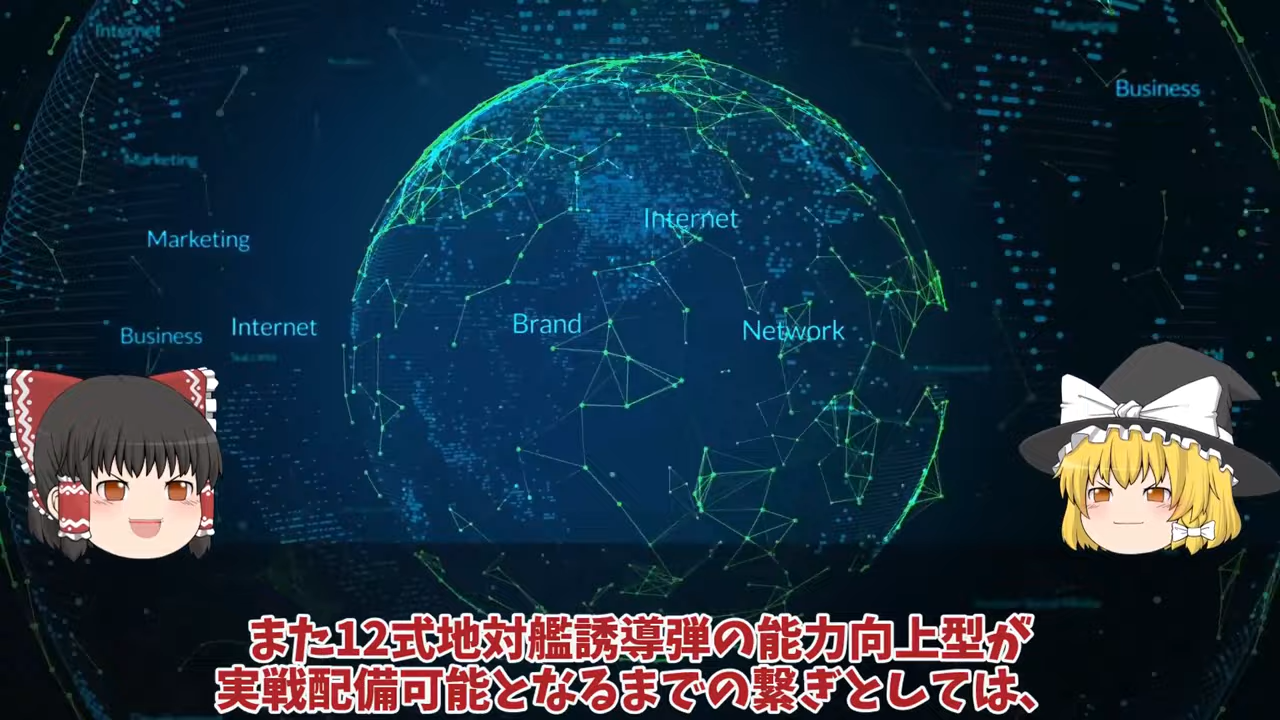 Internet
Marketing
Business
Marketing
Marketing
Internet
Business
Internet
Brand
Network
また12式地対艦誘導弾の能力向上型が
実戦配備可能となるまでの繋ぎとしては、